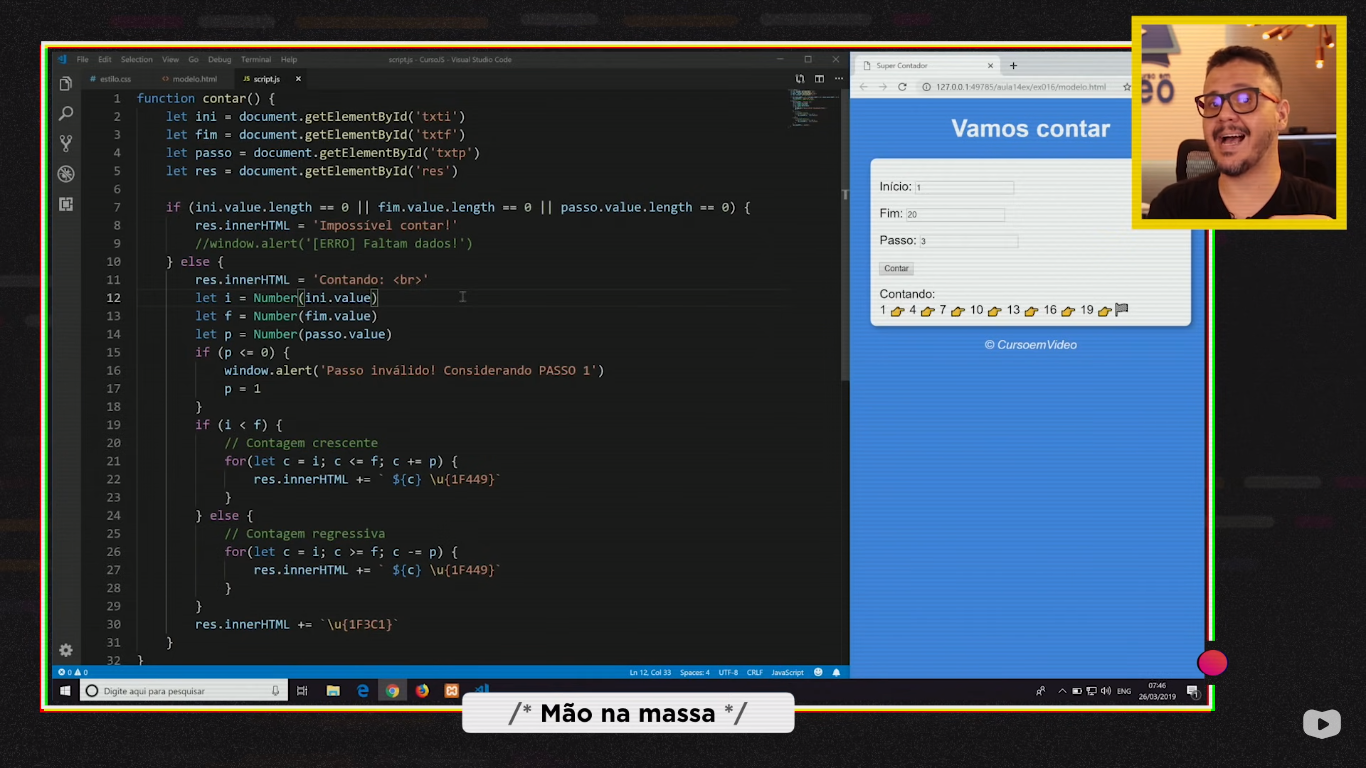 File Edit Selection View Go Debug Terminal Help
script.js - CursoJS - Visual Studio Code
estilo.css modelo.html JS script.js
1 function contar() {
2 let ini = document.getElementById('txti')
3 let fim = document.getElementById('txtf')
4 let passo = document.getElementById('txtp')
5 let res = document.getElementById('res')
6
7 if (ini.value.length == 0 || fim.value.length == 0 || passo.value.length == 0) {
8 res.innerHTML = 'Impossível contar!'
9 //window.alert('[ERRO] Faltam dados!')
10 } else {
11 res.innerHTML = 'Contando: <br>'
12 let i = Number(ini.value)
13 let f = Number(fim.value)
14 let p = Number(passo.value)
15 if (p <= 0) {
16 window.alert('Passo inválido! Considerando PASSO 1')
17 p = 1
18 }
19 if (i < f) {
20 // Contagem crescente
21 for(let c = i; c <= f; c += p) {
22 res.innerHTML += ` ${c} \u{1F449}`
23 }
24 } else {
25 // Contagem regressiva
26 for(let c = i; c >= f; c -= p) {
27 res.innerHTML += ` ${c} \u{1F449}`
28 }
29 }
30 res.innerHTML += `\u{1F3C1}`
31 }
32 }
0 0 Ln 12, Col 33 Spaces: 4 UTF-8 CRLF JavaScript
Super Contador
127.0.0.1:49785/aula14ex/ex016/modelo.html
Vamos contar
Início: 1
Fim: 20
Passo: 3
Contar
Contando:
1 👉 4 👉 7 👉 10 👉 13 👉 16 👉 19 👉 🏁
© CursoemVideo
Digite aqui para pesquisar
ENG
07:46
26/03/2019
/* Mão na massa */